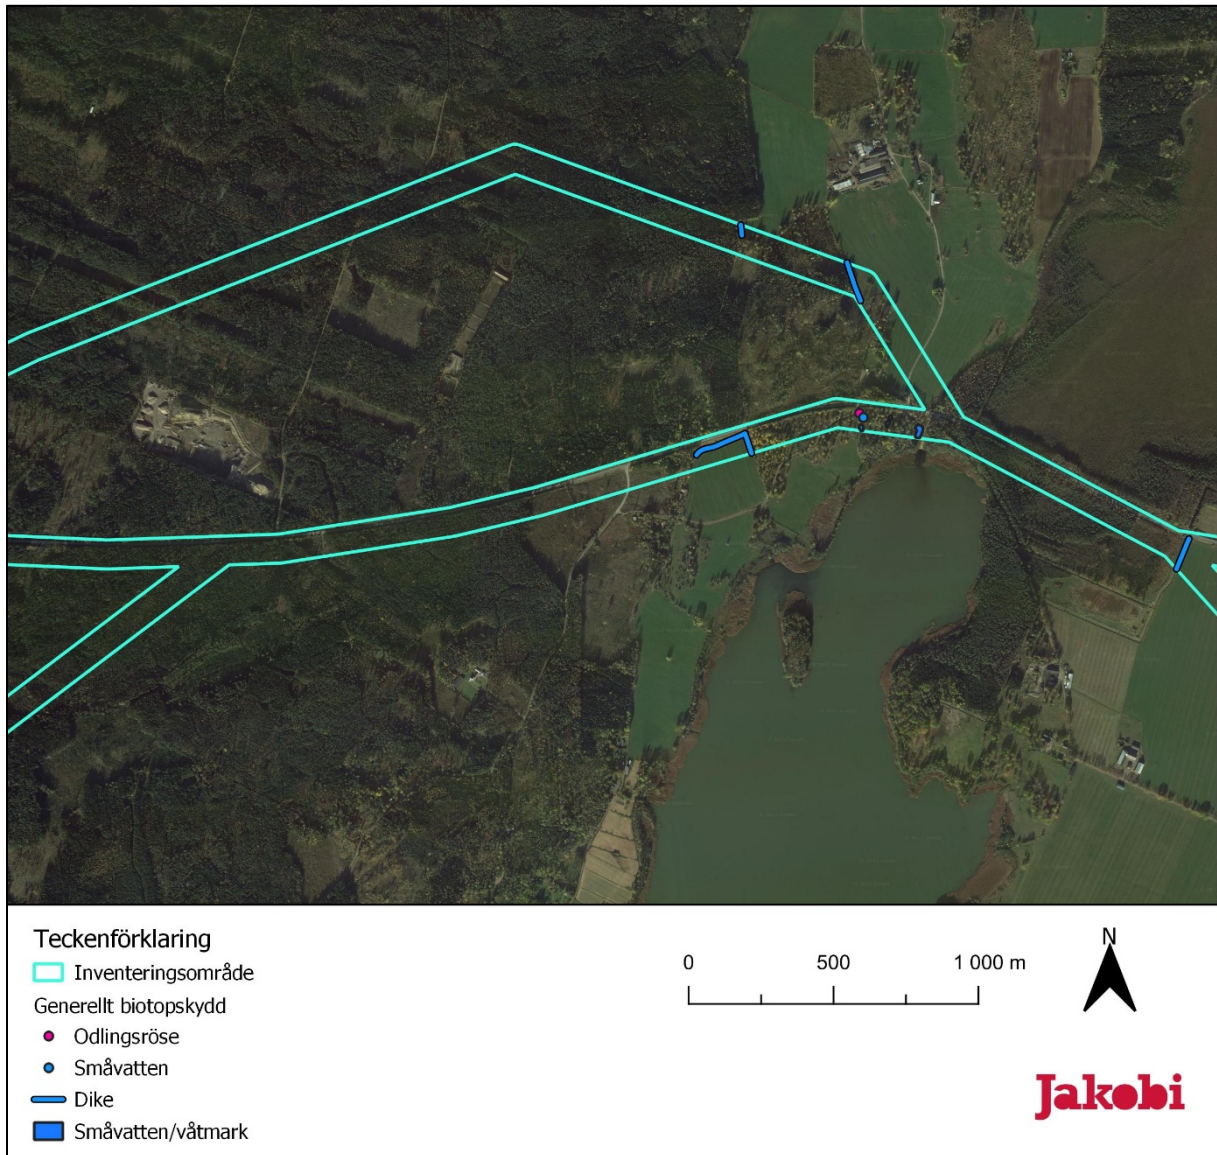 Teckenförklaring
Inventeringsområde
Generellt biotopskydd
Odlingsröse
Småvatten
Dike
Småvatten/våtmark
0 500 1 000 m
N
Jakobi